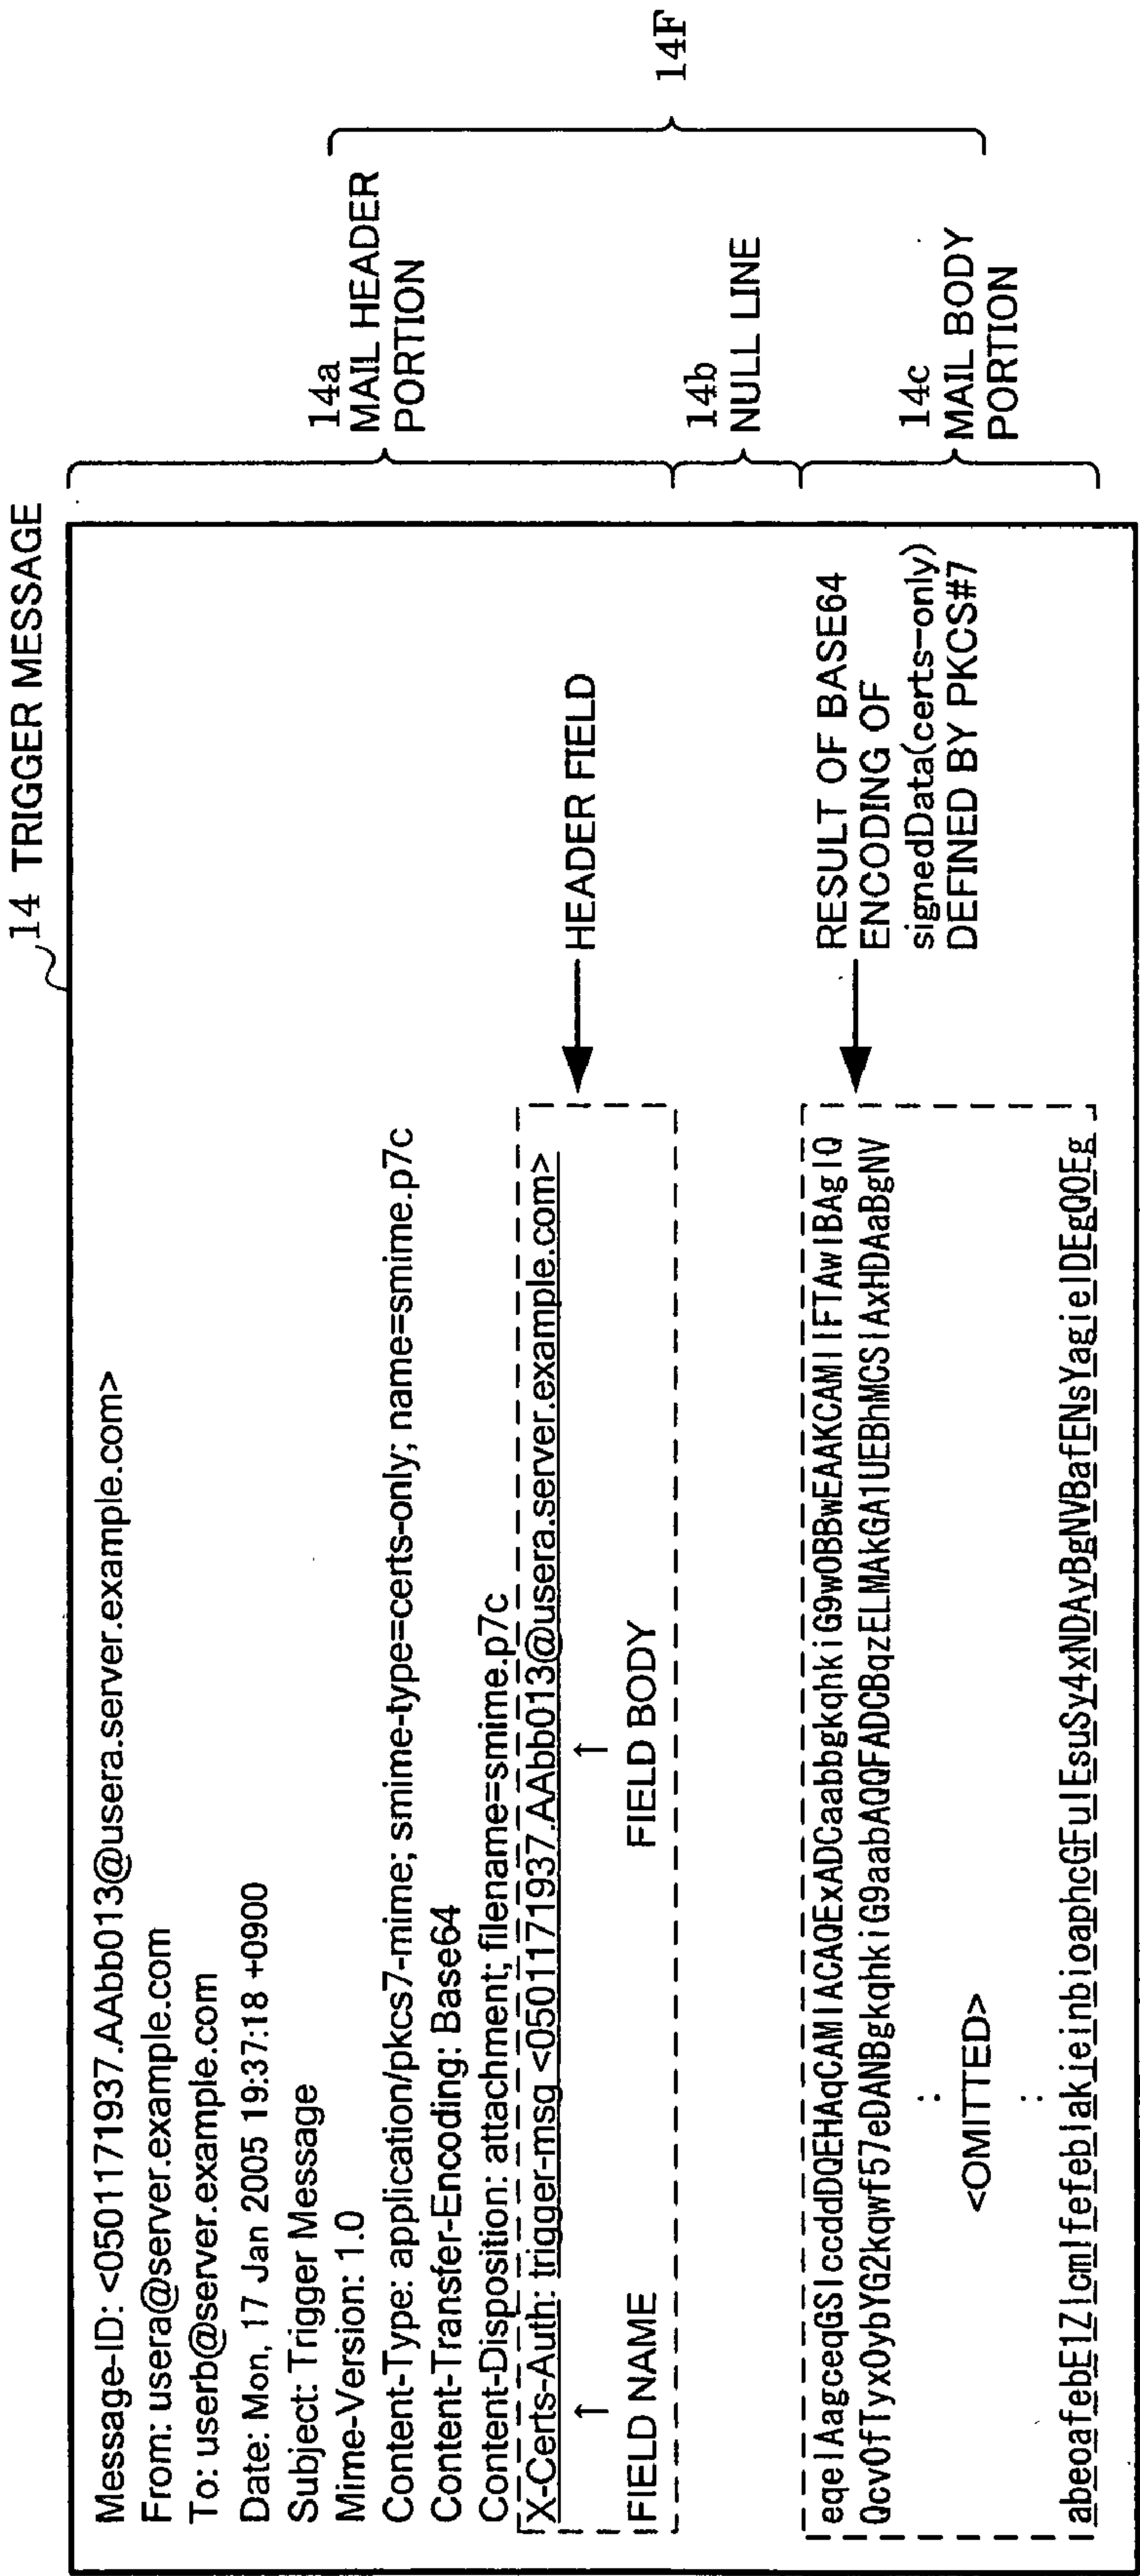 14 TRIGGER MESSAGE
Message-ID: <0501171937.AAbb013@usera.server.example.com>
From: usera@server.example.com
To: userb@server.example.com
Date: Mon, 17 Jan 2005 19:37:18 +0900
Subject: Trigger Message
Mime-Version: 1.0
Content-Type: application/pkcs7-mime; smime-type=certs-only; name=smime.p7c
Content-Transfer-Encoding: Base64
Content-Disposition: attachment; filename=smime.p7c
X-Certs-Auth: trigger-msg <0501171937.AAbb013@usera.server.example.com>
↑ ↑
FIELD NAME FIELD BODY
← HEADER FIELD
eqelAagceqGSlccddDQEHAqCAMIACAQExADCaabbgkqhkiG9w0BBwEAAKCAMIIFTAwIBAgIQ
QcvOfTyxOybYG2kqwf57eDANBgkqhkiG9aabAQQFADCBqzELMAkGA1UEBhMCSlAxHDAaBgNV
:
<OMITTED>
:
abeoafebE1ZlcmlfefeblakjeinbioaphcGFulEsuSy4xNDAyBgNVBafENsYagielDEgQ0Eg
← RESULT OF BASE64
ENCODING OF
signedData(certs-only)
DEFINED BY PKCS#7
14a
MAIL HEADER
PORTION
14b
NULL LINE
14c
MAIL BODY
PORTION
14F